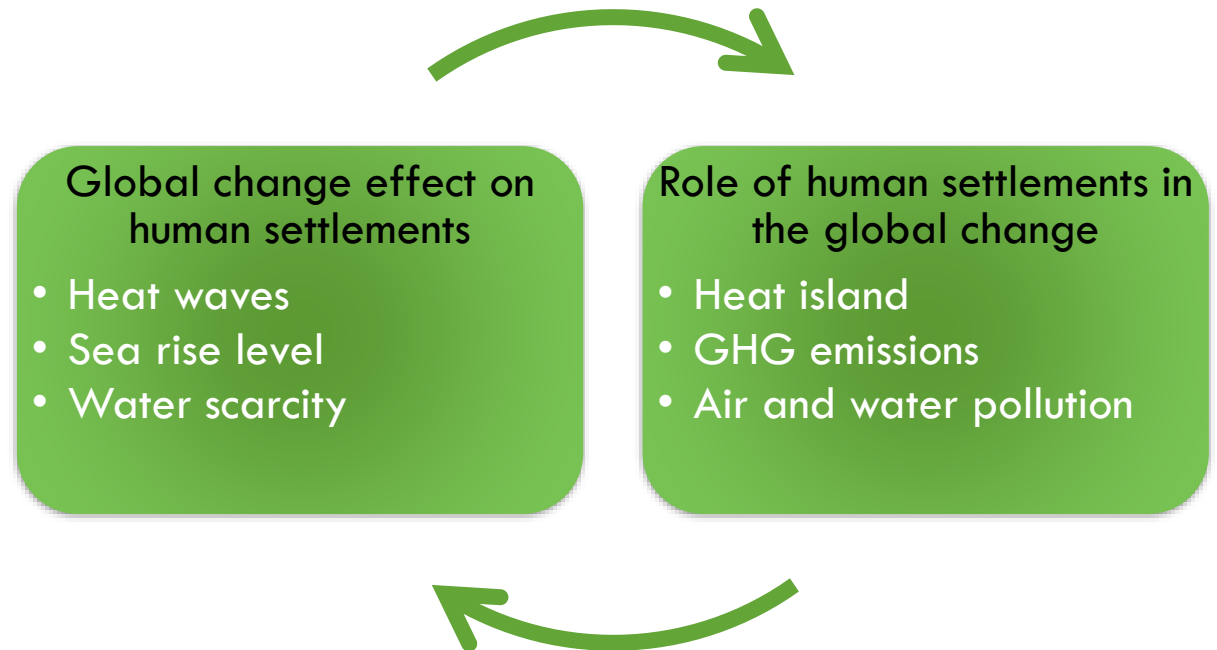 Global change effect on
human settlements
• Heat waves
• Sea rise level
• Water scarcity
Role of human settlements in
the global change
• Heat island
• GHG emissions
• Air and water pollution